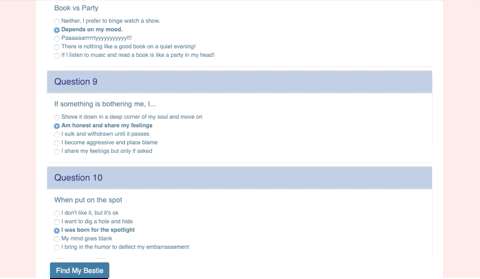 Book vs Party
Neither, I prefer to binge watch a show.
Depends on my mood.
Paaaaarrrrrtyyyyyyyyyy!!!
There is nothing like a good book on a quiet evening!
If I listen to music and read a book is like a party in my head!
Question 9
If something is bothering me, I...
Shove it down in a deep corner of my soul and move on
Am honest and share my feelings
I sulk and withdrawn until it passes
I become aggressive and place blame
I share my feelings but only if asked
Question 10
When put on the spot
I don't like it, but it's ok
I want to dig a hole and hide
I was born for the spotlight
My mind goes blank
I bring in the humor to deflect my embarrassement
Find My Bestie